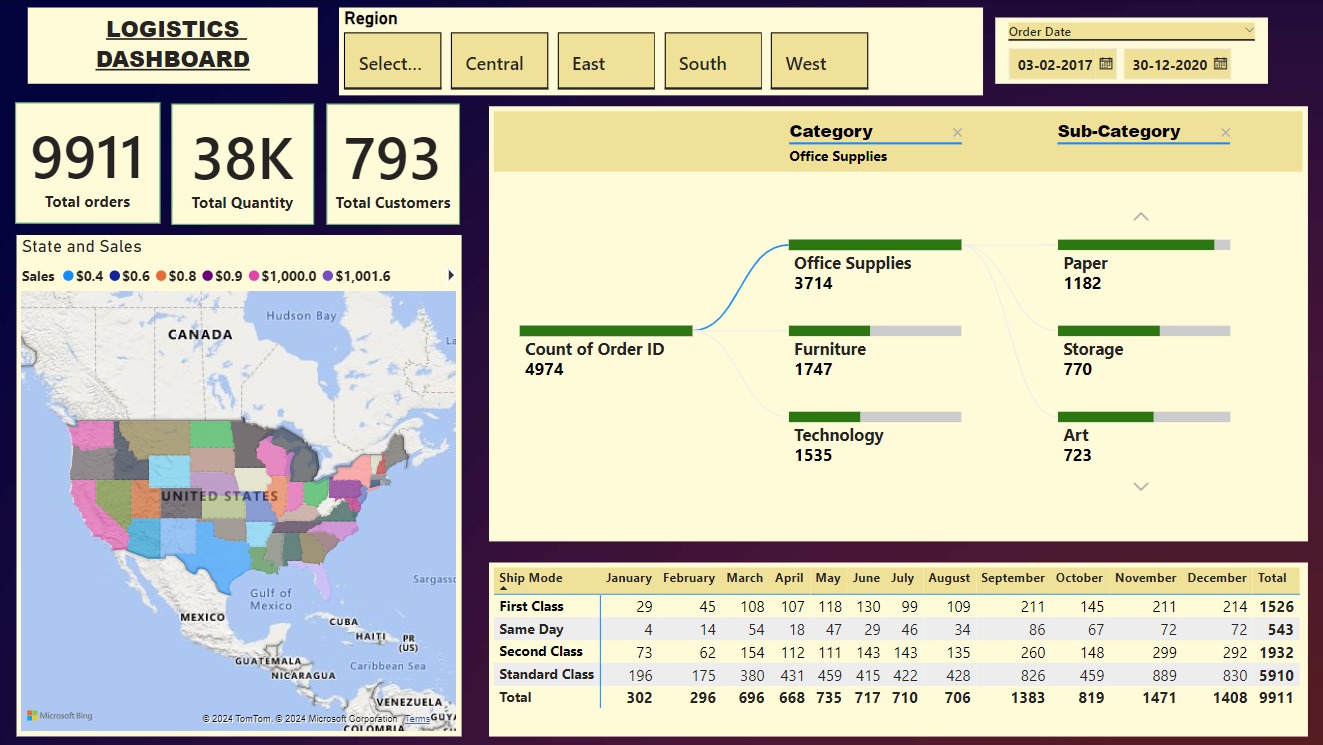 LOGISTICS
DASHBOARD
Region
Select...
Central
East
South
West
Order Date
03-02-2017
30-12-2020
9911
Total orders
38K
Total Quantity
793
Total Customers
Category
Office Supplies
Sub-Category
Count of Order ID
4974
Office Supplies
3714
Furniture
1747
Technology
1535
Paper
1182
Storage
770
Art
723
State and Sales
Sales $0.4 $0.6 $0.8 $0.9 $1,000.0 $1,001.6
Hudson Bay
CANADA
La
UNITED STATES
Gulf of
Mexico
Sargasso
MEXICO
CUBA
HAITI
PR
(US)
GUATEMALA
Caribbean Sea
NICARAGUA
VENEZUELA
GUYA
COLOMBIA
Microsoft Bing
© 2024 TomTom, © 2024 Microsoft Corporation Terms
Ship Mode January February March April May June July August September October November December Total
First Class 29 45 108 107 118 130 99 109 211 145 211 214 1526
Same Day 4 14 54 18 47 29 46 34 86 67 72 72 543
Second Class 73 62 154 112 111 143 143 135 260 148 299 292 1932
Standard Class 196 175 380 431 459 415 422 428 826 459 889 830 5910
Total 302 296 696 668 735 717 710 706 1383 819 1471 1408 9911